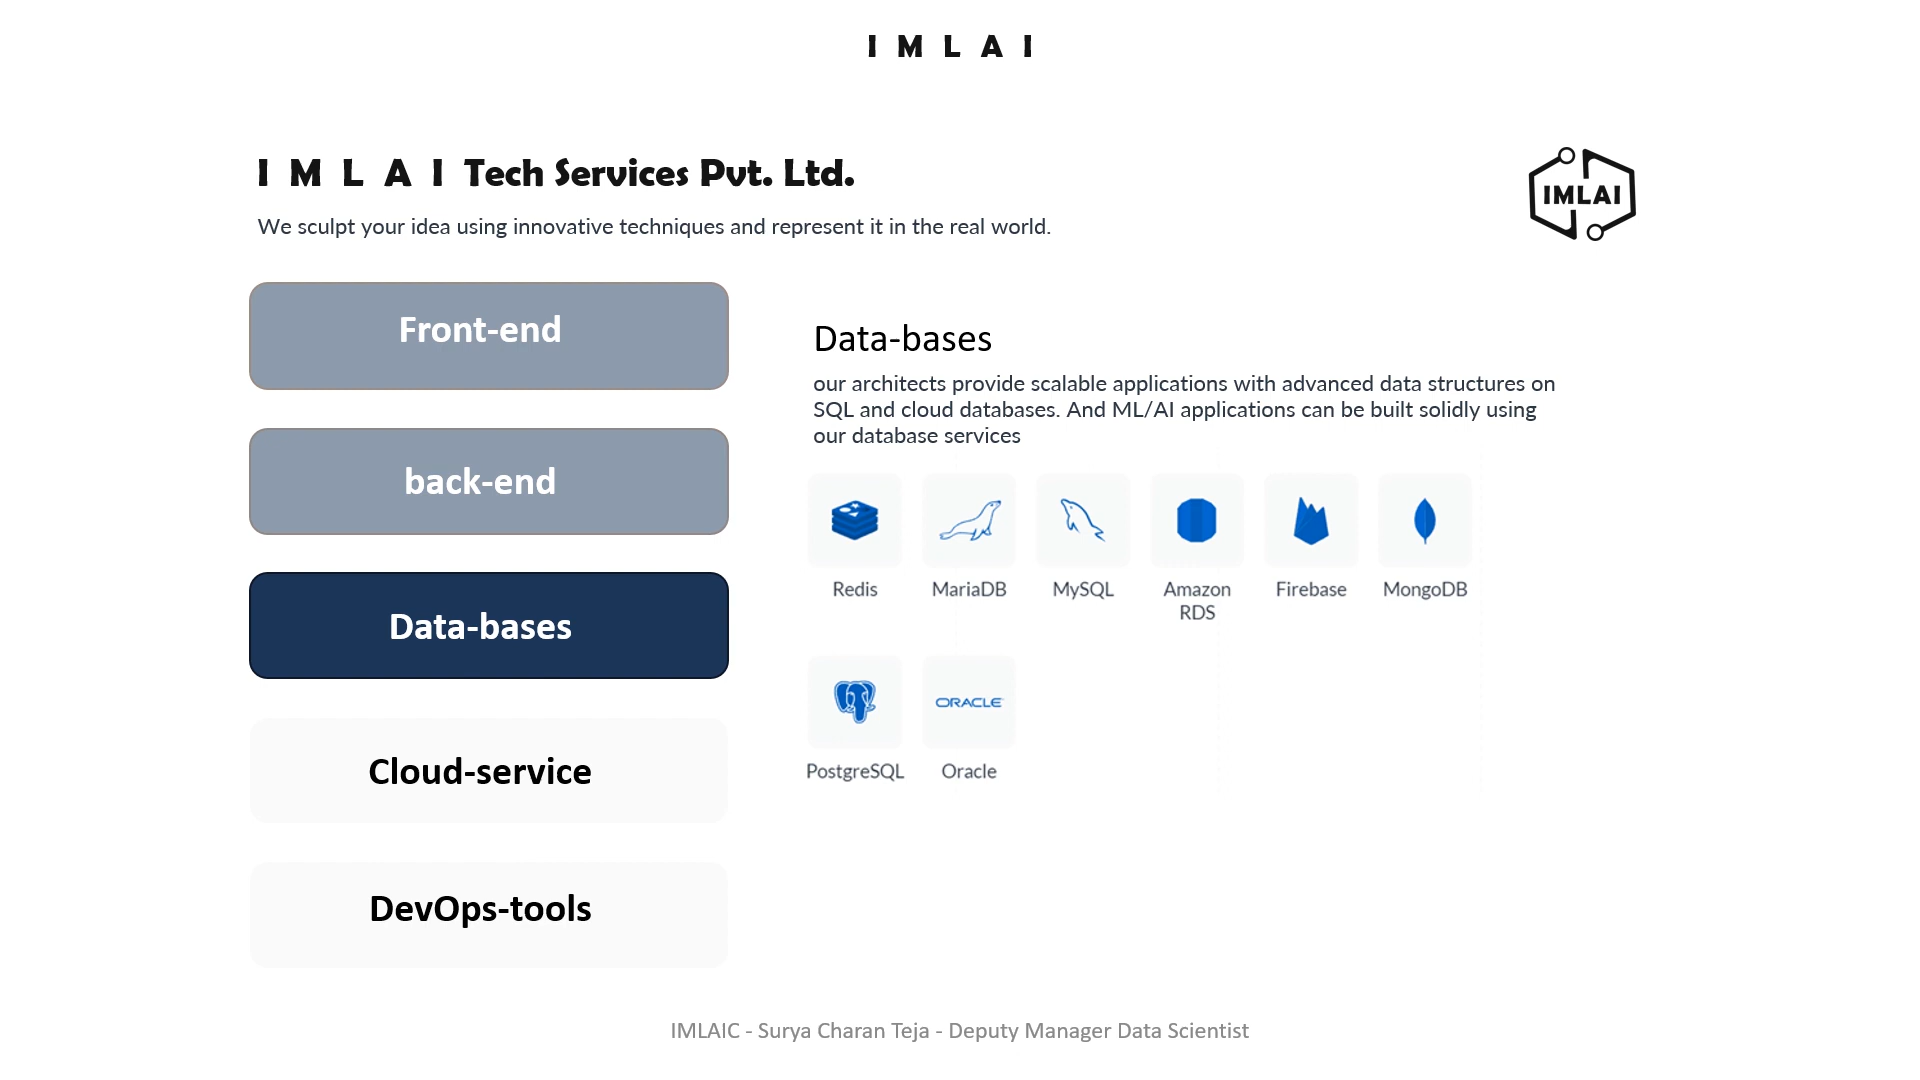 I M L A I
I M L A I Tech Services Pvt. Ltd.
We sculpt your idea using innovative techniques and represent it in the real world.
IMLAI
Front-end
back-end
Data-bases
Cloud-service
DevOps-tools
Data-bases
our architects provide scalable applications with advanced data structures on
SQL and cloud databases. And ML/AI applications can be built solidly using
our database services
Redis MariaDB MySQL Amazon RDS Firebase MongoDB
ORACLE
PostgreSQL Oracle
IMLAIC - Surya Charan Teja - Deputy Manager Data Scientist